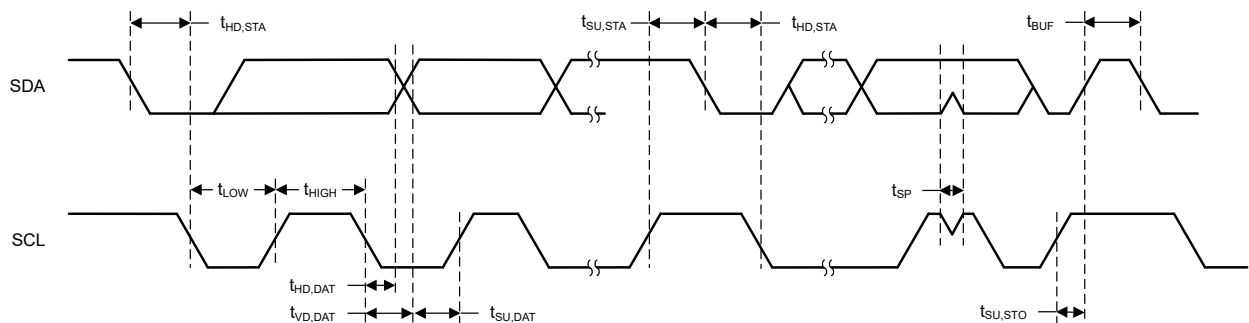 tHD,STA
tSU,STA
tHD,STA
tBUF
SDA
tLOW
tHIGH
tSP
SCL
tHD,DAT
tVD,DAT
tSU,DAT
tSU,STO